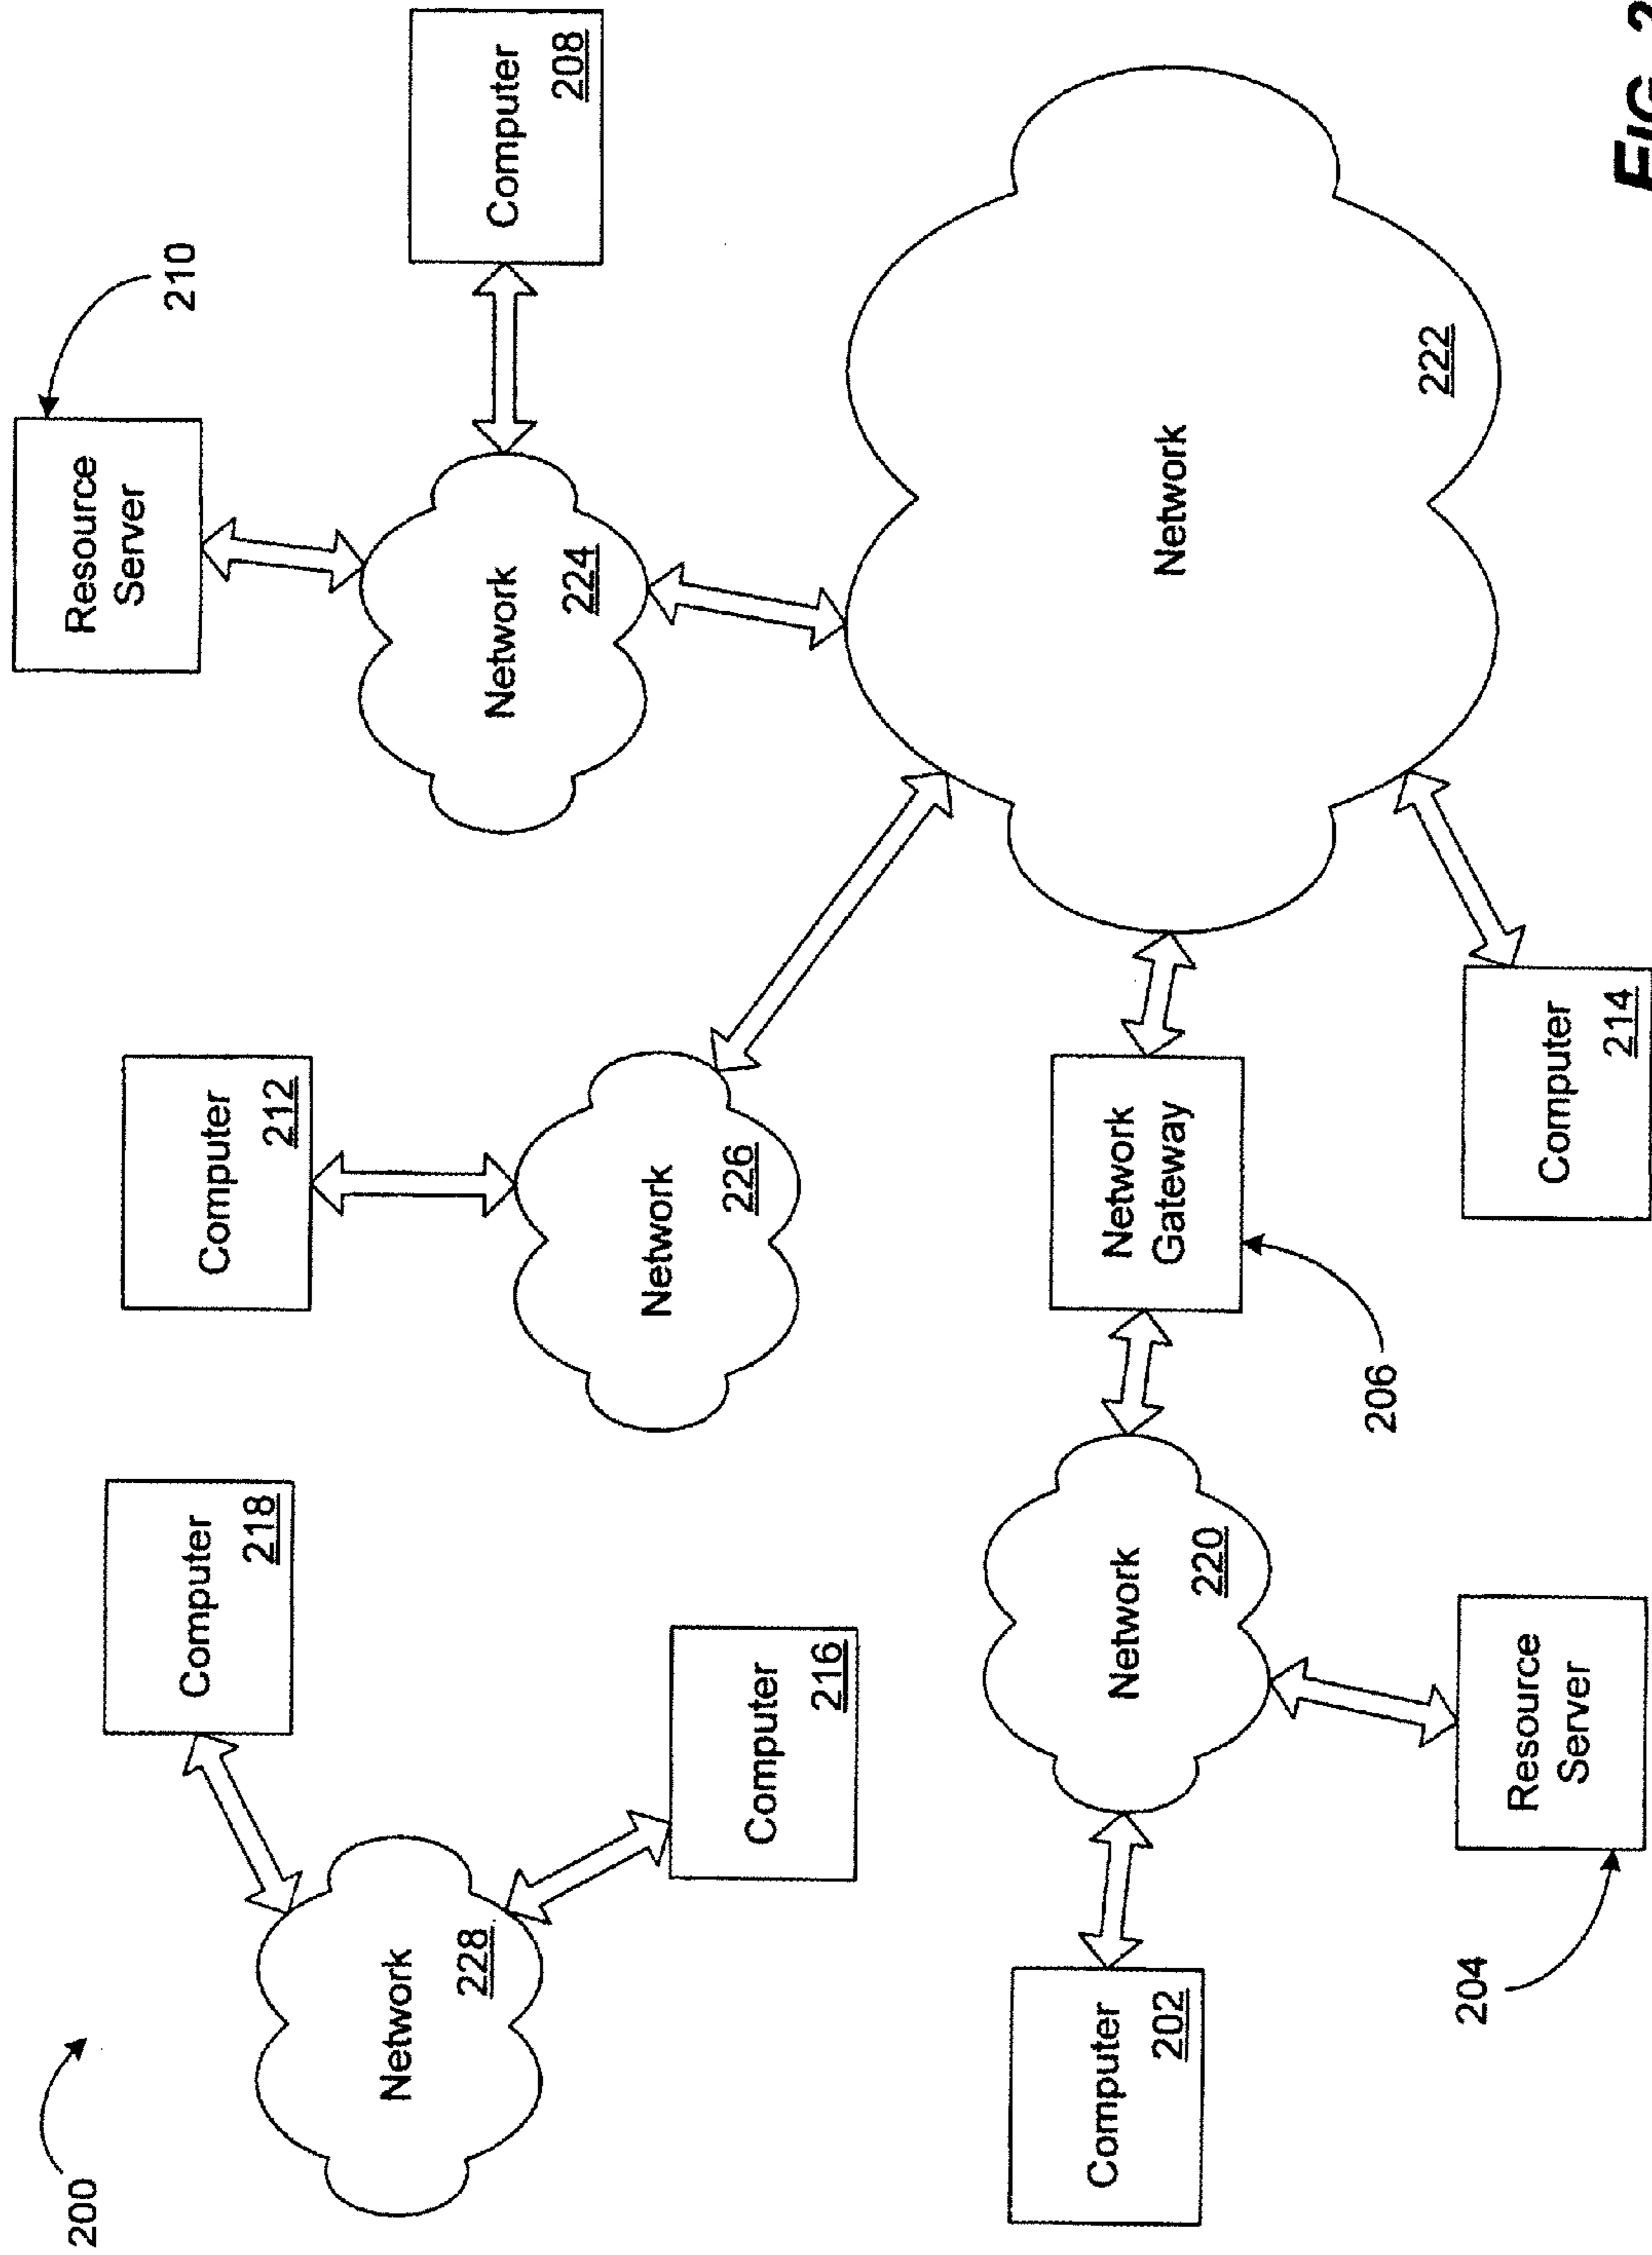 200
Resource
Server
210
Computer
218
Computer
212
Network
228
Network
224
Computer
208
Network
226
Computer
216
Computer
202
Network
220
Network
Gateway
Network
222
206
204
Resource
Server
Computer
214
FIG. 2